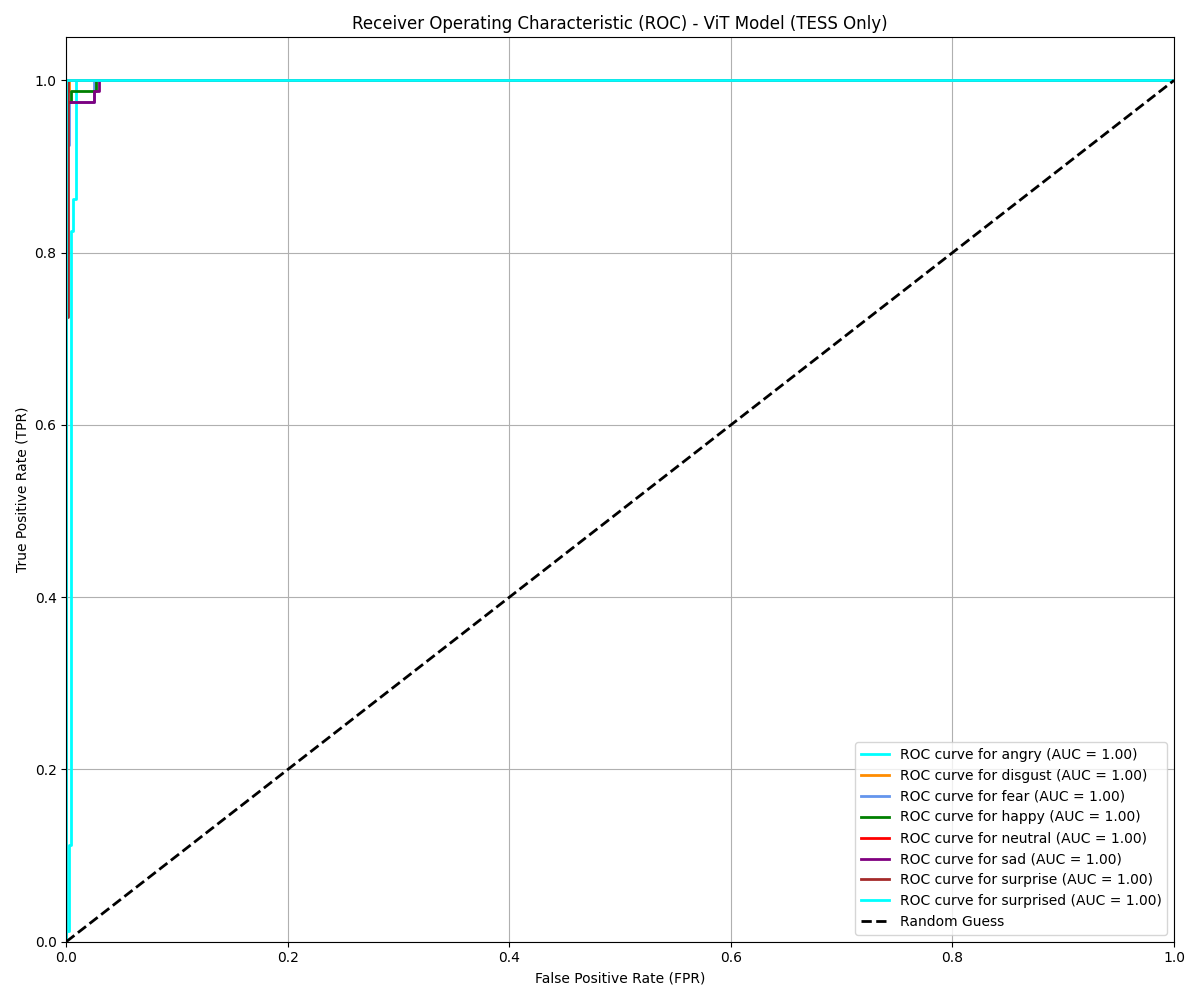 Receiver Operating Characteristic (ROC) - ViT Model (TESS Only)
True Positive Rate (TPR)
1.0
0.8
0.6
0.4
0.2
0.0
0.0 0.2 0.4 0.6 0.8 1.0
False Positive Rate (FPR)
ROC curve for angry (AUC = 1.00)
ROC curve for disgust (AUC = 1.00)
ROC curve for fear (AUC = 1.00)
ROC curve for happy (AUC = 1.00)
ROC curve for neutral (AUC = 1.00)
ROC curve for sad (AUC = 1.00)
ROC curve for surprise (AUC = 1.00)
ROC curve for surprised (AUC = 1.00)
Random Guess